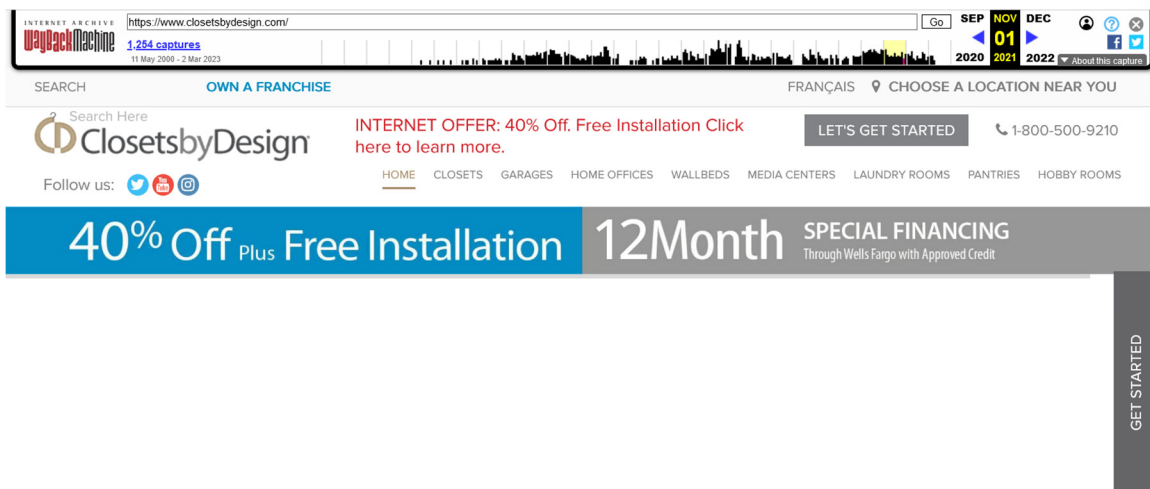 INTERNET ARCHIVE
WayBackMachine
https://www.closetsbydesign.com/
Go
SEP NOV DEC
1,254 captures
01
11 May 2000 - 2 Mar 2023
2020 2021 2022
About this capture
SEARCH
OWN A FRANCHISE
FRANÇAIS
CHOOSE A LOCATION NEAR YOU
Search Here
ClosetsbyDesign
INTERNET OFFER: 40% Off. Free Installation Click
here to learn more.
LET'S GET STARTED
1-800-500-9210
Follow us:
You
Tube
HOME CLOSETS GARAGES HOME OFFICES WALLBEDS MEDIA CENTERS LAUNDRY ROOMS PANTRIES HOBBY ROOMS
40% Off Plus Free Installation
12Month
SPECIAL FINANCING
Through Wells Fargo with Approved Credit
GET STARTED